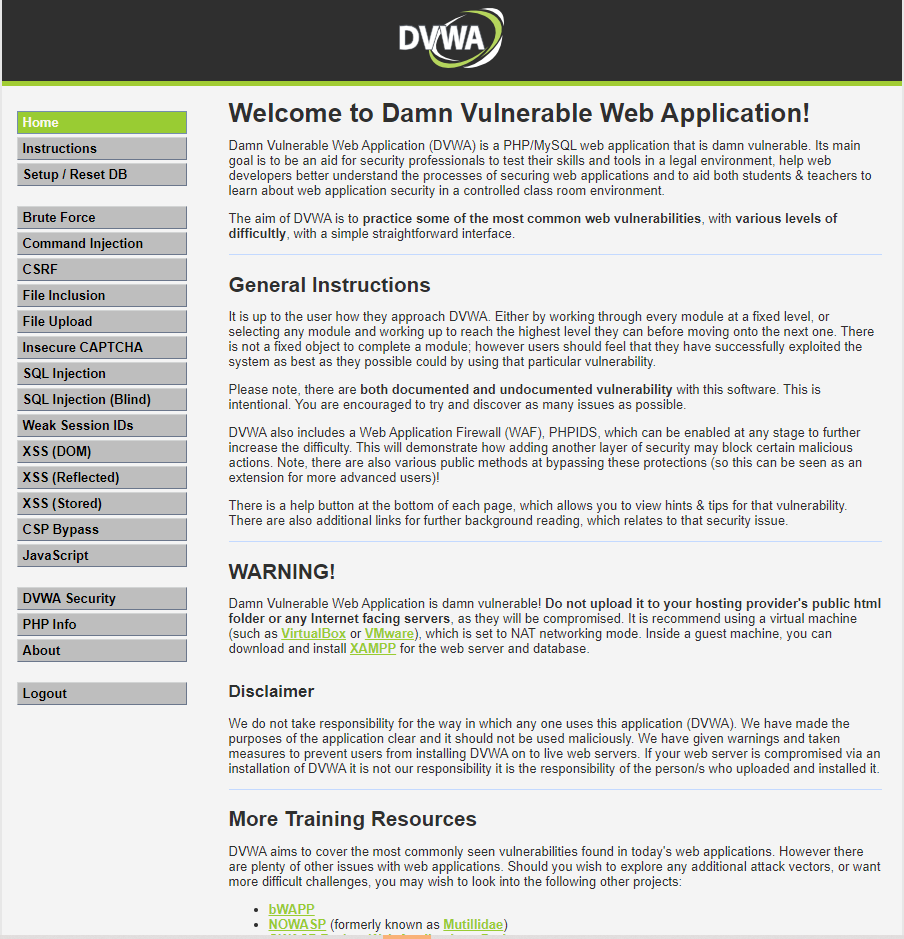 DVWA
Home
Instructions
Setup / Reset DB
Brute Force
Command Injection
CSRF
File Inclusion
File Upload
Insecure CAPTCHA
SQL Injection
SQL Injection (Blind)
Weak Session IDs
XSS (DOM)
XSS (Reflected)
XSS (Stored)
CSP Bypass
JavaScript
DVWA Security
PHP Info
About
Logout
Welcome to Damn Vulnerable Web Application!
Damn Vulnerable Web Application (DVWA) is a PHP/MySQL web application that is damn vulnerable. Its main
goal is to be an aid for security professionals to test their skills and tools in a legal environment, help web
developers better understand the processes of securing web applications and to aid both students & teachers to
learn about web application security in a controlled class room environment.
The aim of DVWA is to practice some of the most common web vulnerabilities, with various levels of
difficultly, with a simple straightforward interface.
General Instructions
It is up to the user how they approach DVWA. Either by working through every module at a fixed level, or
selecting any module and working up to reach the highest level they can before moving onto the next one. There
is not a fixed object to complete a module; however users should feel that they have successfully exploited the
system as best as they possible could by using that particular vulnerability.
Please note, there are both documented and undocumented vulnerability with this software. This is
intentional. You are encouraged to try and discover as many issues as possible.
DVWA also includes a Web Application Firewall (WAF), PHPIDS, which can be enabled at any stage to further
increase the difficulty. This will demonstrate how adding another layer of security may block certain malicious
actions. Note, there are also various public methods at bypassing these protections (so this can be seen as an
extension for more advanced users)!
There is a help button at the bottom of each page, which allows you to view hints & tips for that vulnerability.
There are also additional links for further background reading, which relates to that security issue.
WARNING!
Damn Vulnerable Web Application is damn vulnerable! Do not upload it to your hosting provider's public html
folder or any Internet facing servers, as they will be compromised. It is recommend using a virtual machine
(such as VirtualBox or VMware), which is set to NAT networking mode. Inside a guest machine, you can
download and install XAMPP for the web server and database.
Disclaimer
We do not take responsibility for the way in which any one uses this application (DVWA). We have made the
purposes of the application clear and it should not be used maliciously. We have given warnings and taken
measures to prevent users from installing DVWA on to live web servers. If your web server is compromised via an
installation of DVWA it is not our responsibility it is the responsibility of the person/s who uploaded and installed it.
More Training Resources
DVWA aims to cover the most commonly seen vulnerabilities found in today's web applications. However there
are plenty of other issues with web applications. Should you wish to explore any additional attack vectors, or want
more difficult challenges, you may wish to look into the following other projects:
• bWAPP
• NOWASP (formerly known as Mutillidae)